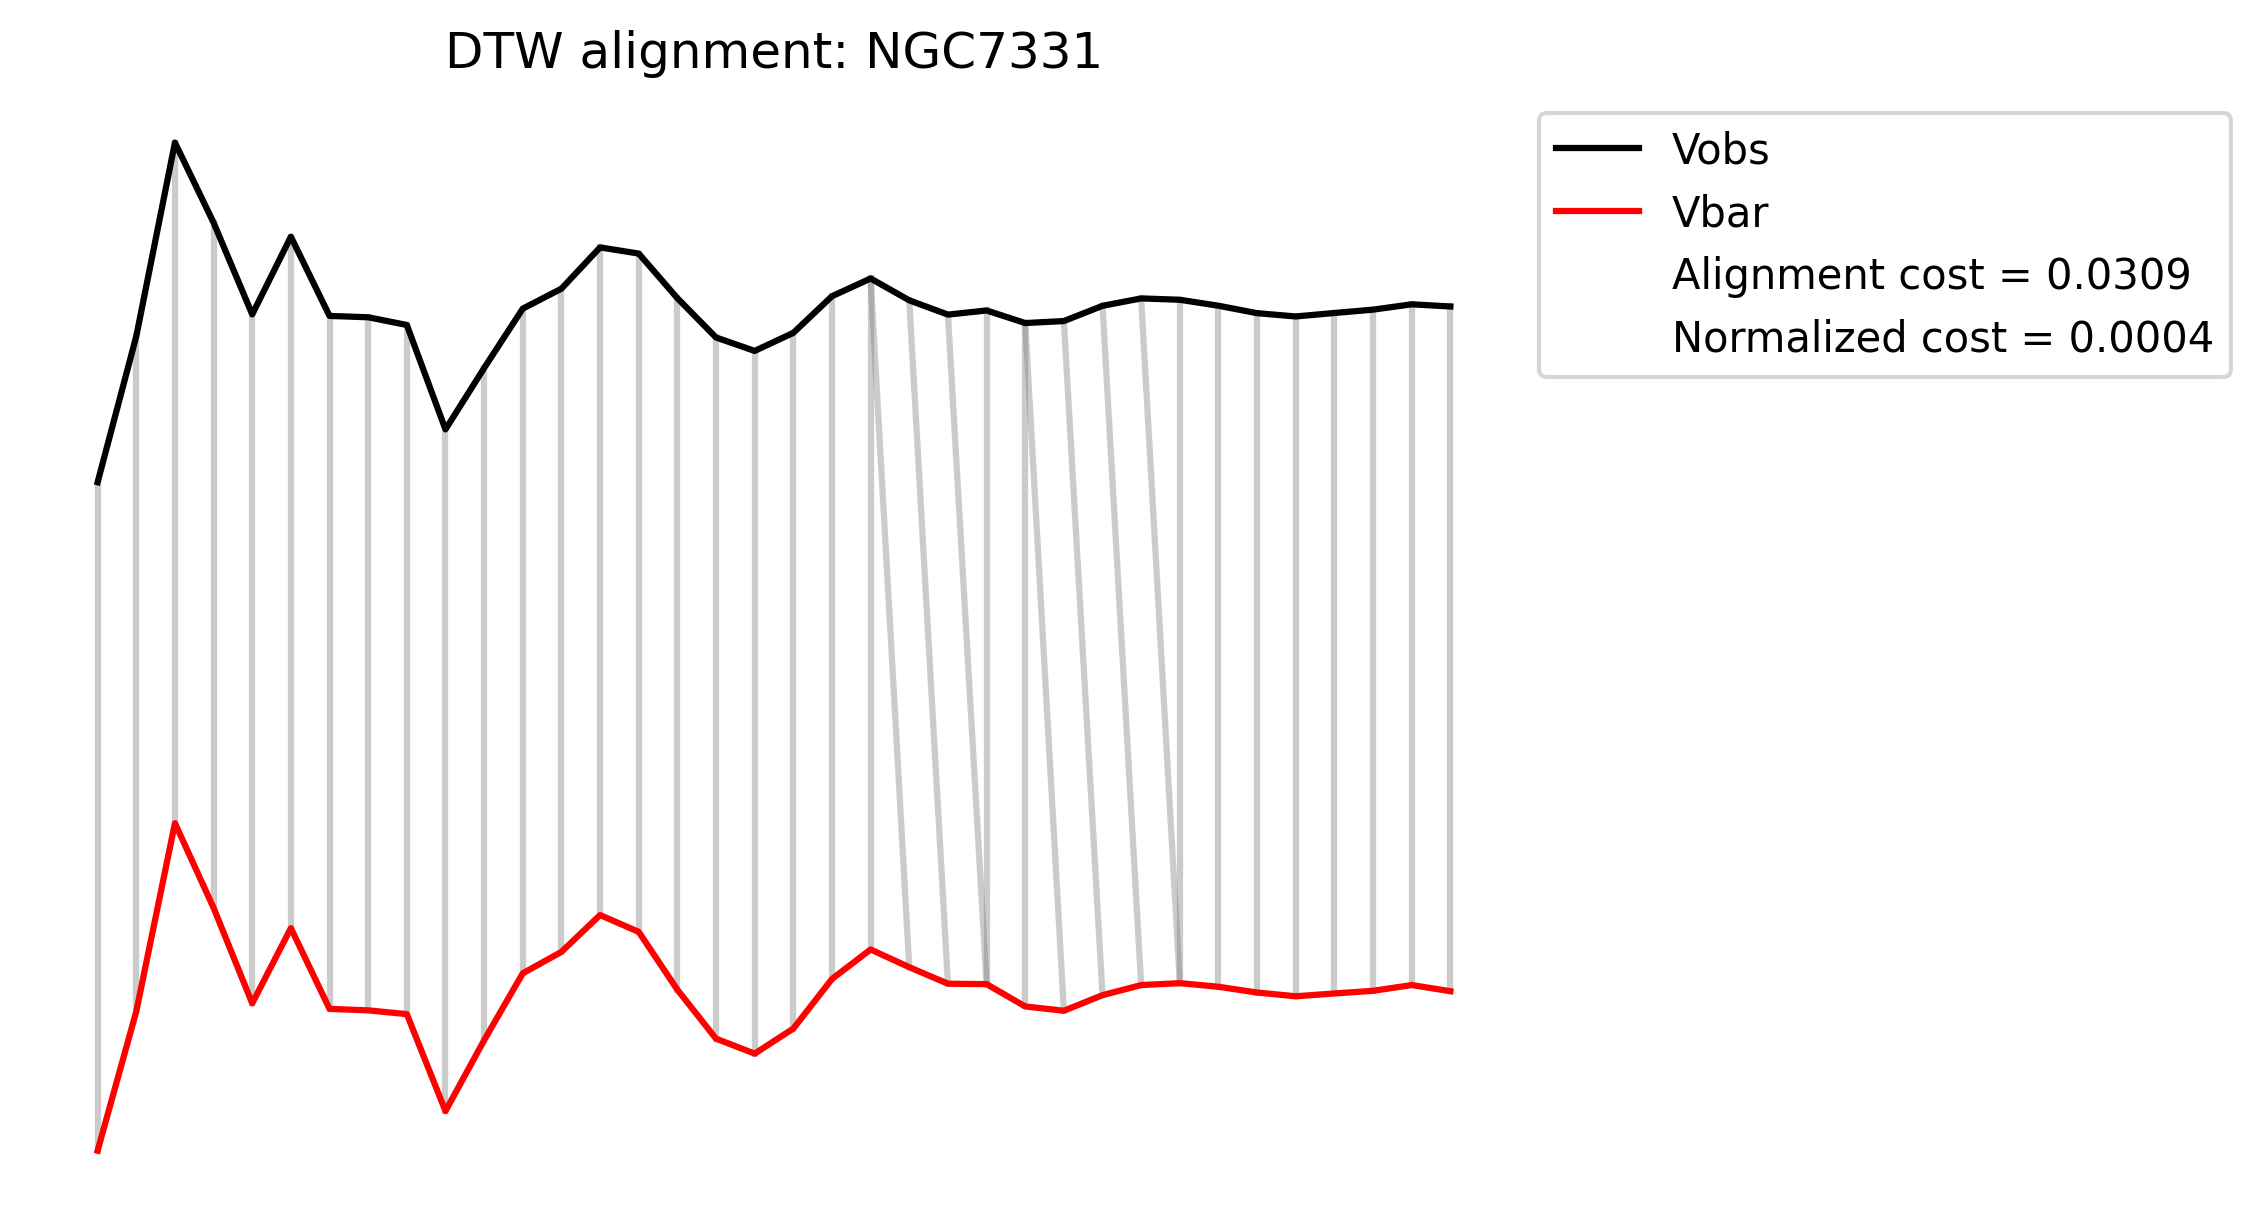 DTW alignment: NGC7331
Vobs
Vbar
Alignment cost = 0.0309
Normalized cost = 0.0004